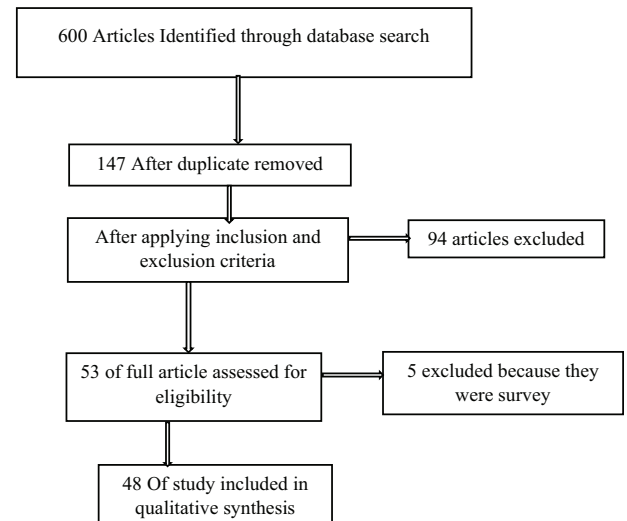 600 Articles Identified through database search
147 After duplicate removed
After applying inclusion and
exclusion criteria
94 articles excluded
53 of full article assessed for
eligibility
5 excluded because they
were survey
48 Of study included in
qualitative synthesis